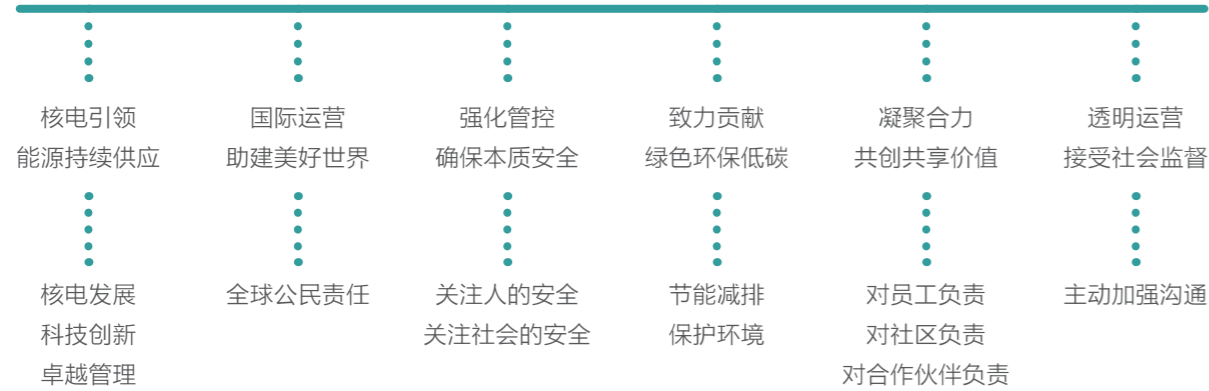 核电引领
能源持续供应
国际运营
助建美好世界
强化管控
确保本质安全
致力贡献
绿色环保低碳
凝聚合力
共创共享价值
透明运营
接受社会监督
核电发展
科技创新
卓越管理
全球公民责任
关注人的安全
关注社会的安全
节能减排
保护环境
对员工负责
对社区负责
对合作伙伴负责
主动加强沟通